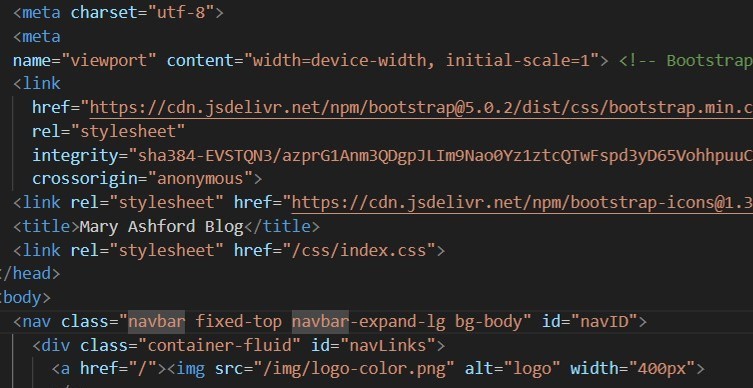 <meta charset="utf-8">
<meta
name="viewport" content="width=device-width, initial-scale=1"> <!-- Bootstrap
<link
href="https://cdn.jsdelivr.net/npm/bootstrap@5.0.2/dist/css/bootstrap.min.c
rel="stylesheet"
integrity="sha384-EVSTQN3/azprG1Anm3QDgpJLIm9Nao0Yz1ztcQTwFspd3yD65VohhpuuC
crossorigin="anonymous">
<link rel="stylesheet" href="https://cdn.jsdelivr.net/npm/bootstrap-icons@1.3
<title>Mary Ashford Blog</title>
<link rel="stylesheet" href="/css/index.css">
</head>
<body>
<nav class="navbar fixed-top navbar-expand-lg bg-body" id="navID">
<div class="container-fluid" id="navLinks">
<a href="/"><img src="/img/logo-color.png" alt="logo" width="400px">